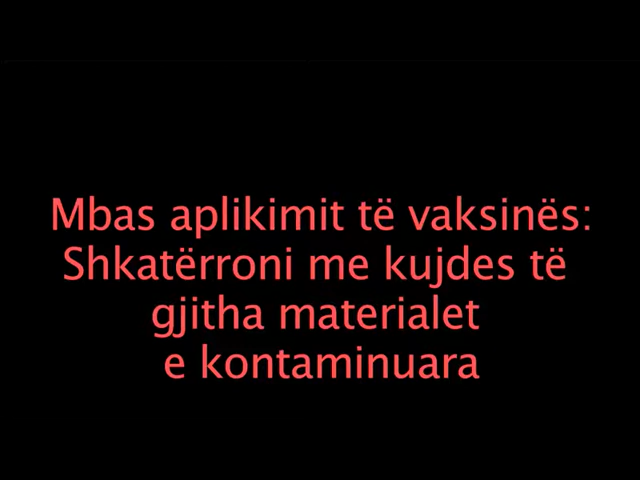 Mbas aplikimit të vaksinës:
Shkatërroni me kujdes të
gjitha materialet
e kontaminuara